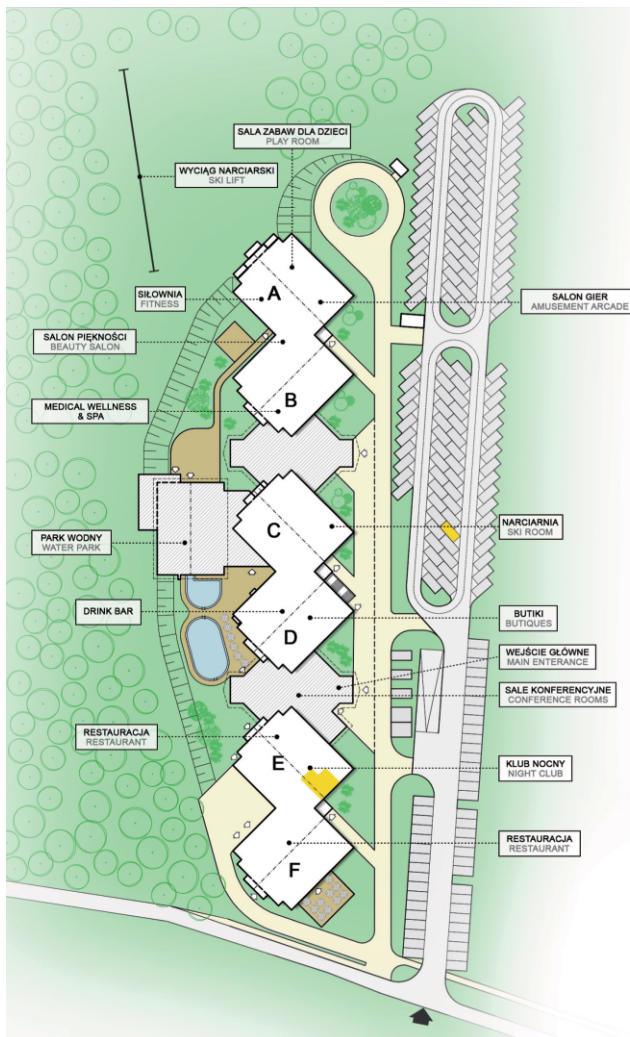 SALA ZABAW DLA DZIECI
PLAY ROOM
WYCIĄG NARCIARSKI
SKI LIFT
SIŁOWNIA
FITNESS
A
SALON GIER
AMUSEMENT ARCADE
SALON PIĘKNOŚCI
BEAUTY SALON
B
MEDICAL WELLNESS
& SPA
C
NARCIARNIA
SKI ROOM
PARK WODNY
WATER PARK
DRINK BAR
BUTIKI
BUTIQUES
D
WEJŚCIE GŁÓWNE
MAIN ENTERANCE
SALE KONFERENCYJNE
CONFERENCE ROOMS
RESTAURACJA
RESTAURANT
E
KLUB NOCNY
NIGHT CLUB
RESTAURACJA
RESTAURANT
F